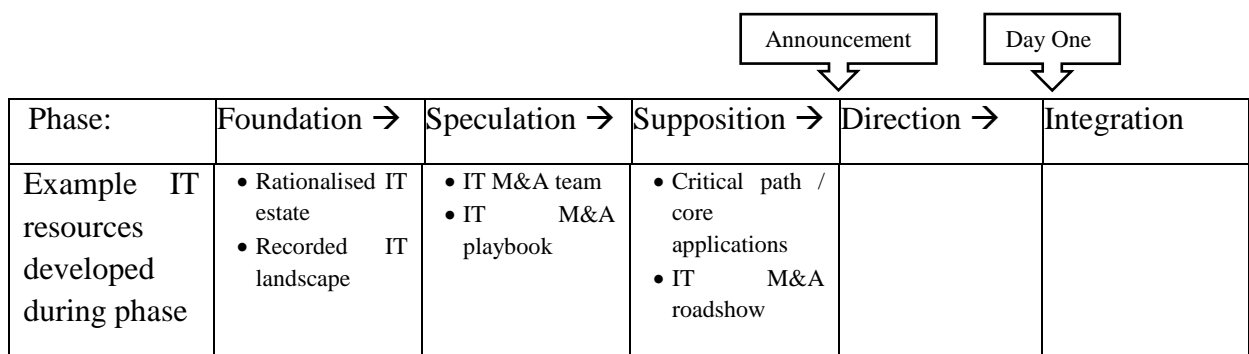 Announcement
Day One
Phase:
Foundation →
Speculation →
Supposition →
Direction →
Integration
Example IT
resources
developed
during phase
• Rationalised IT
estate
• Recorded IT
landscape
• IT M&A team
• IT M&A
playbook
• Critical path /
core
applications
• IT M&A
roadshow